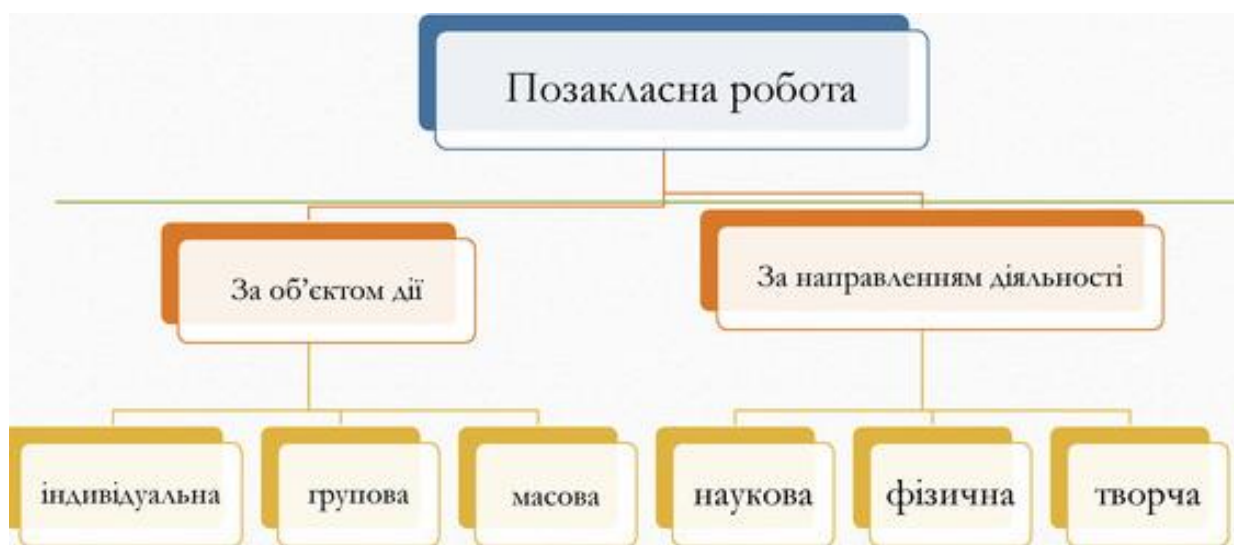 Позакласна робота
За об’єктом дії
За направленням діяльності
індивідуальна
групова
масова
наукова
фізична
творча